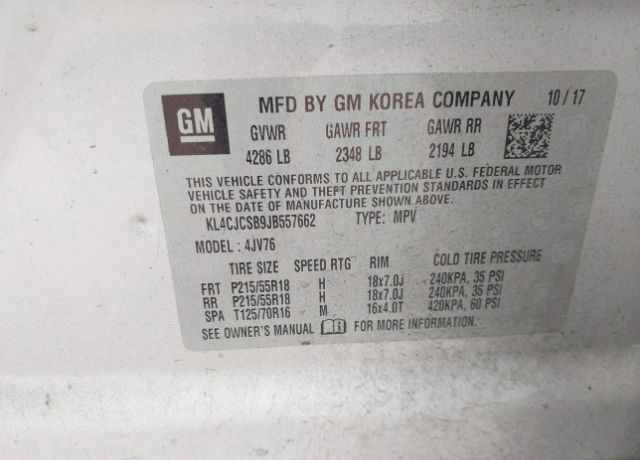 GM
MFD BY GM KOREA COMPANY 10/17
GVWR GAWR FRT GAWR RR
4286 LB 2348 LB 2194 LB
THIS VEHICLE CONFORMS TO ALL APPLICABLE U.S. FEDERAL MOTOR
VEHICLE SAFETY AND THEFT PREVENTION STANDARDS IN EFFECT
ON THE DATE OF MANUFACTURE SHOWN ABOVE.
KL4CJCSB9JB557662 TYPE: MPV
MODEL: 4JV76
TIRE SIZE SPEED RTG RIM COLD TIRE PRESSURE
FRT P215/55R18 H 18x7.0J 240KPA, 35 PSI
RR P215/55R18 H 18x7.0J 240KPA, 35 PSI
SPA T125/70R16 M 16x4.0T 420KPA, 60 PSI
SEE OWNER'S MANUAL FOR MORE INFORMATION.